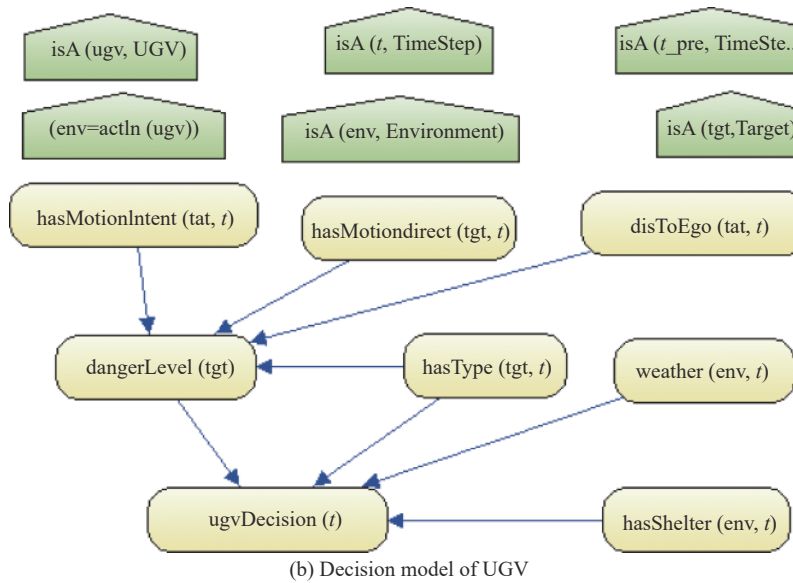 isA (ugv, UGV)
isA (t, TimeStep)
isA (t_pre, TimeSte..
(env=actln (ugv))
isA (env, Environment)
isA (tgt,Target)
hasMotionIntent (tat, t)
hasMotiondirect (tgt, t)
disToEgo (tat, t)
dangerLevel (tgt)
hasType (tgt, t)
weather (env, t)
ugvDecision (t)
hasShelter (env, t)
(b) Decision model of UGV